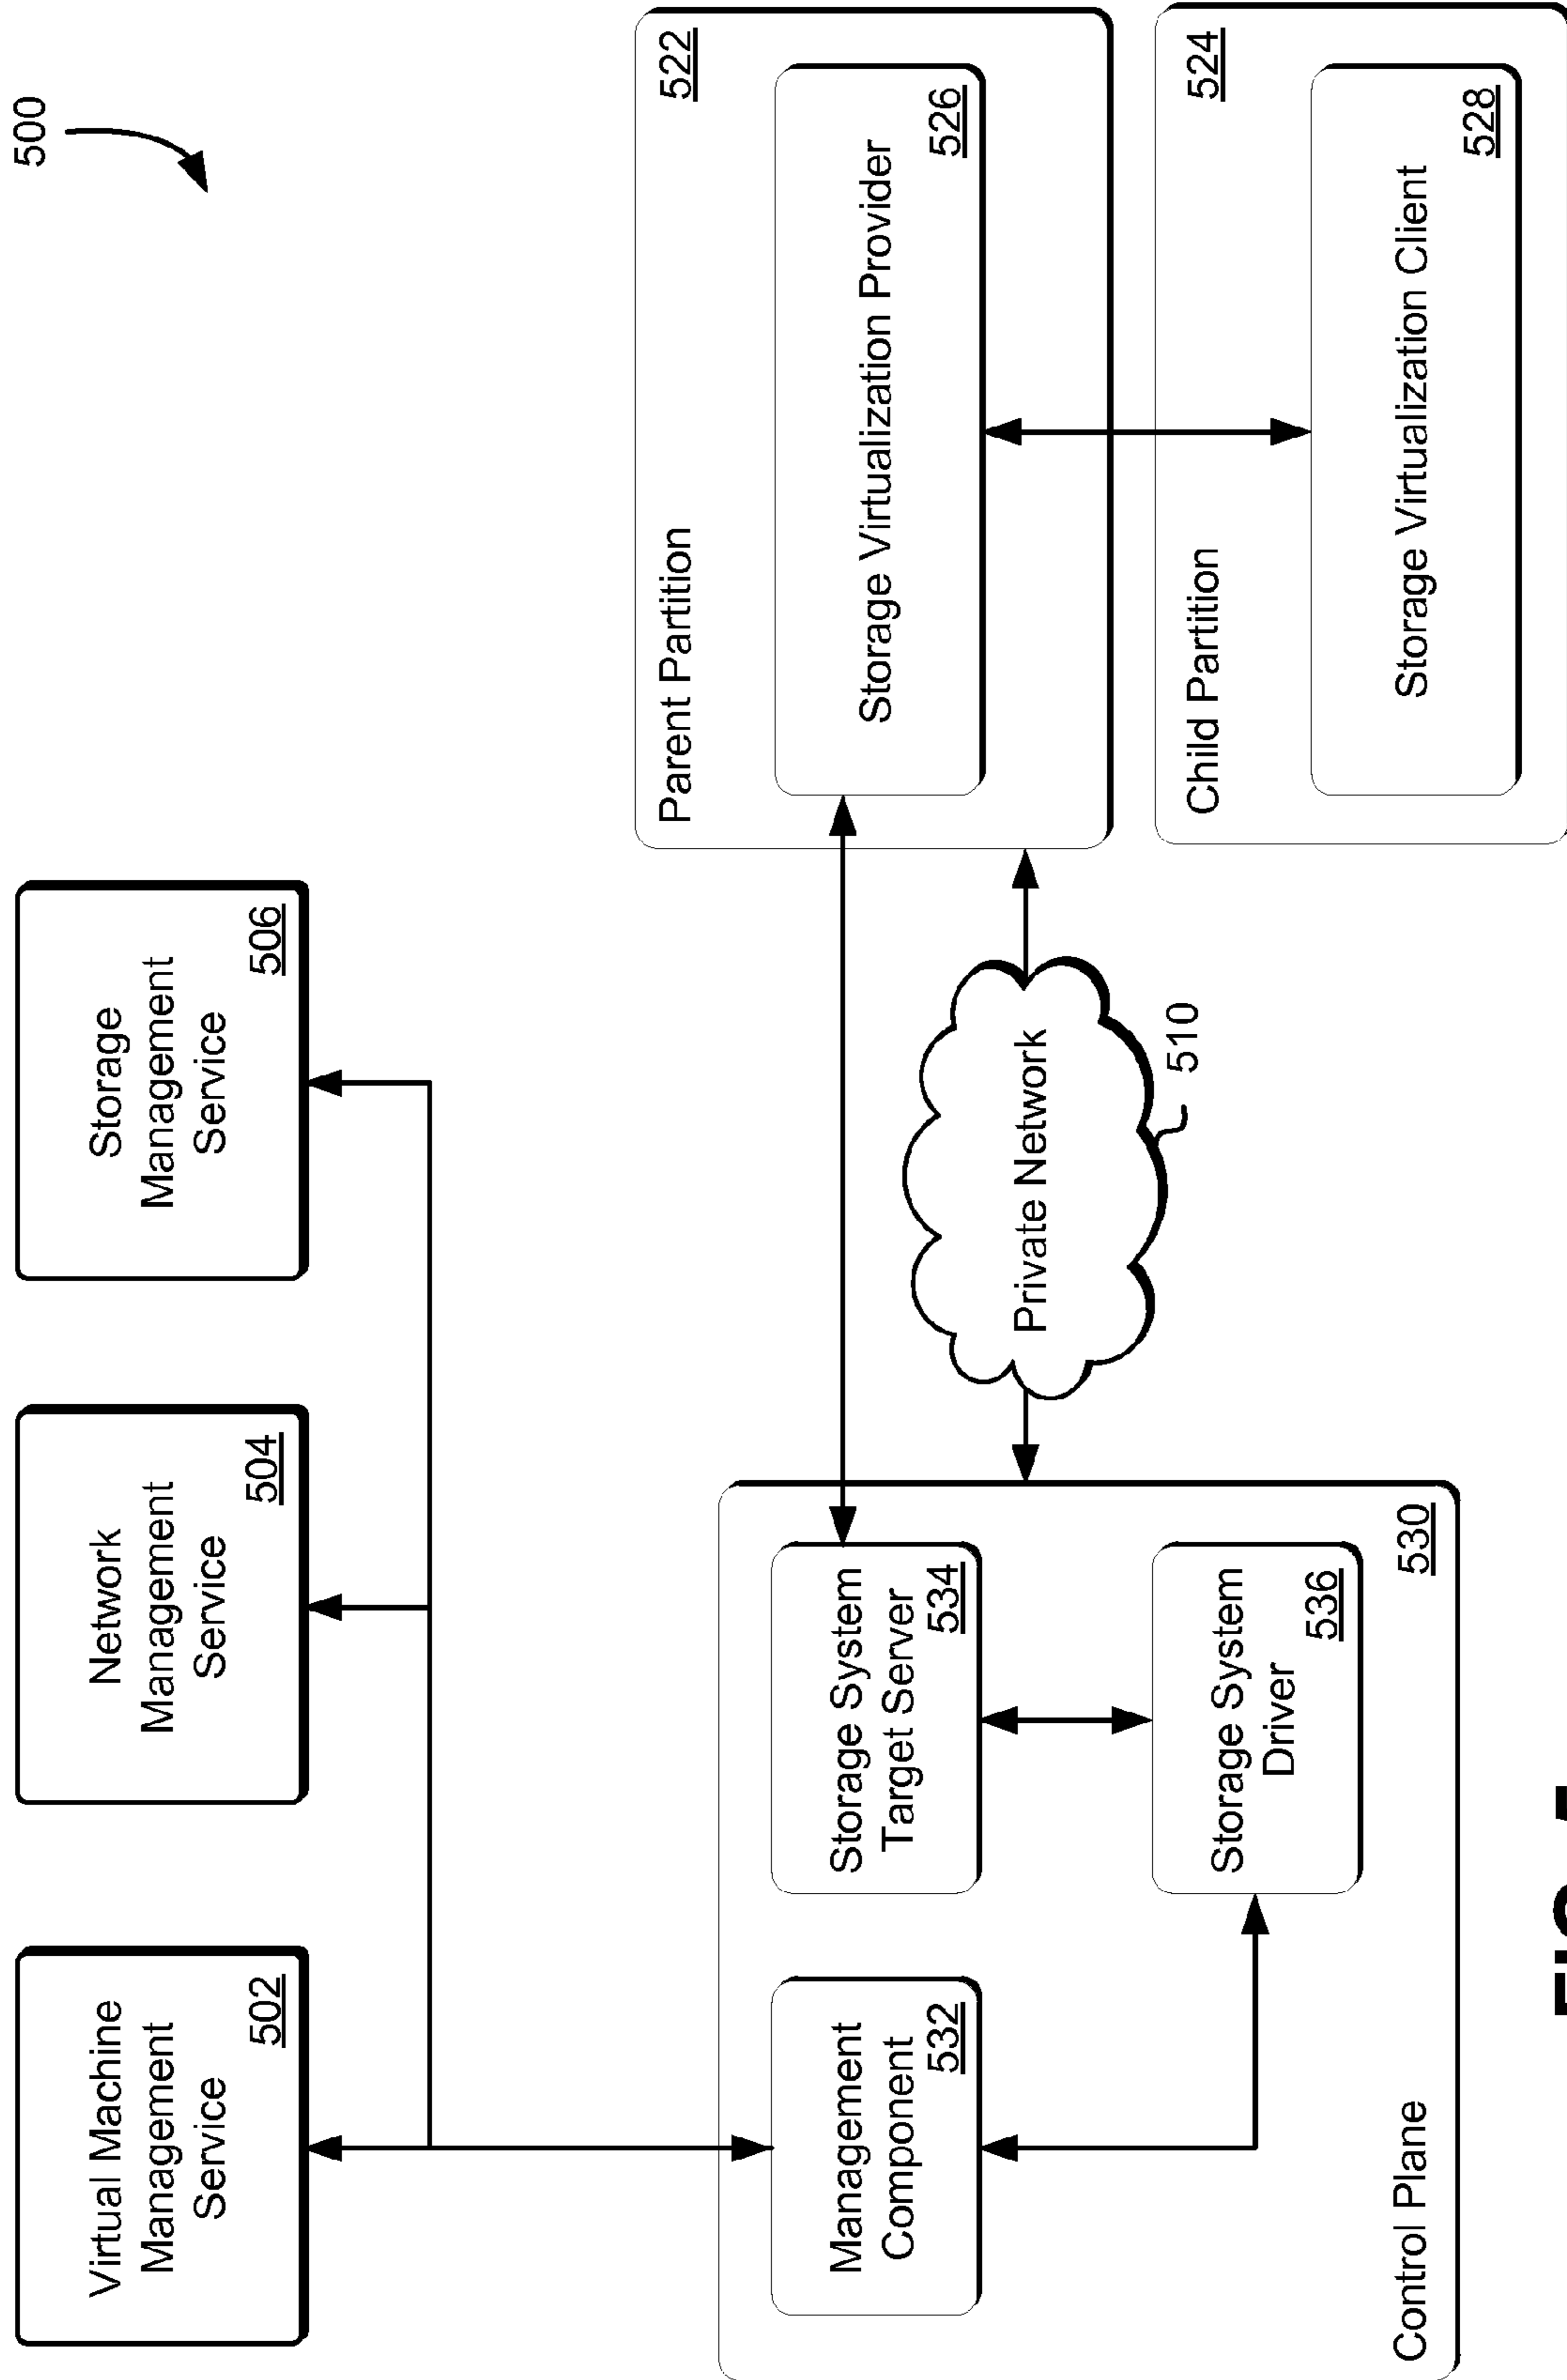 500
Virtual Machine
Management
Service
502
Network
Management
Service
504
Storage
Management
Service
506
Control Plane
530
Management
Component
532
Storage System
Target Server
534
Storage System
Driver
536
Private Network
510
Parent Partition
522
Storage Virtualization Provider
526
Child Partition
524
Storage Virtualization Client
528